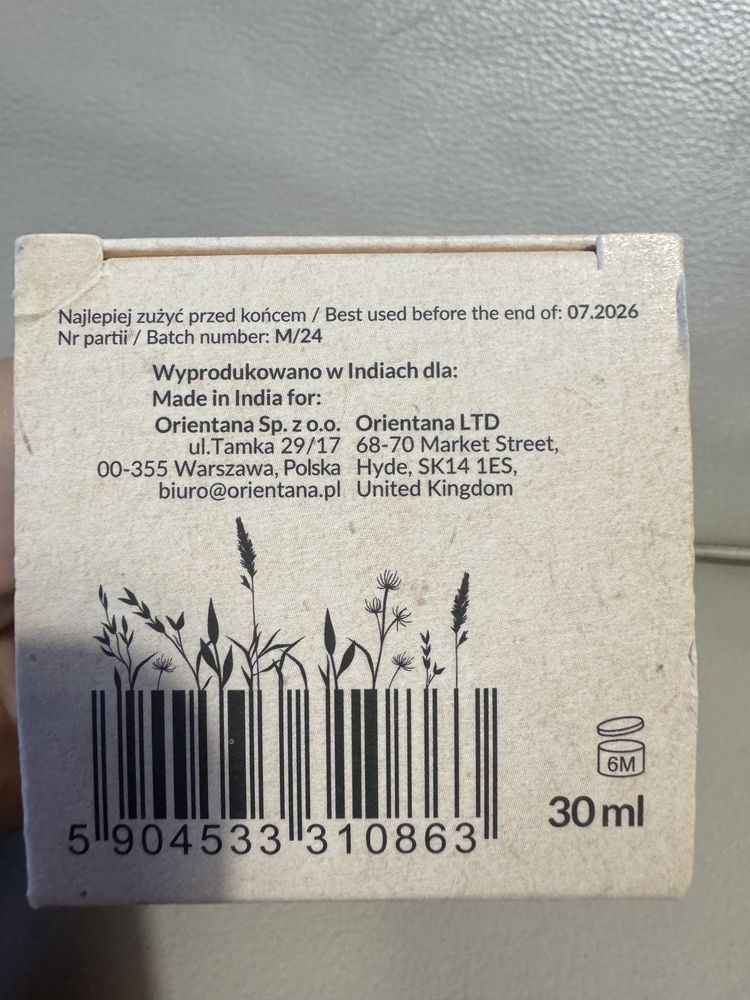 Najlepiej zużyć przed końcem / Best used before the end of: 07.2026
Nr partii / Batch number: M/24
Wyprodukowano w Indiach dla:
Made in India for:
Orientana Sp. z o.o. Orientana LTD
ul.Tamka 29/17 68-70 Market Street,
00-355 Warszawa, Polska Hyde, SK14 1ES,
biuro@orientana.pl United Kingdom
6M
30 ml
5 904533 310863